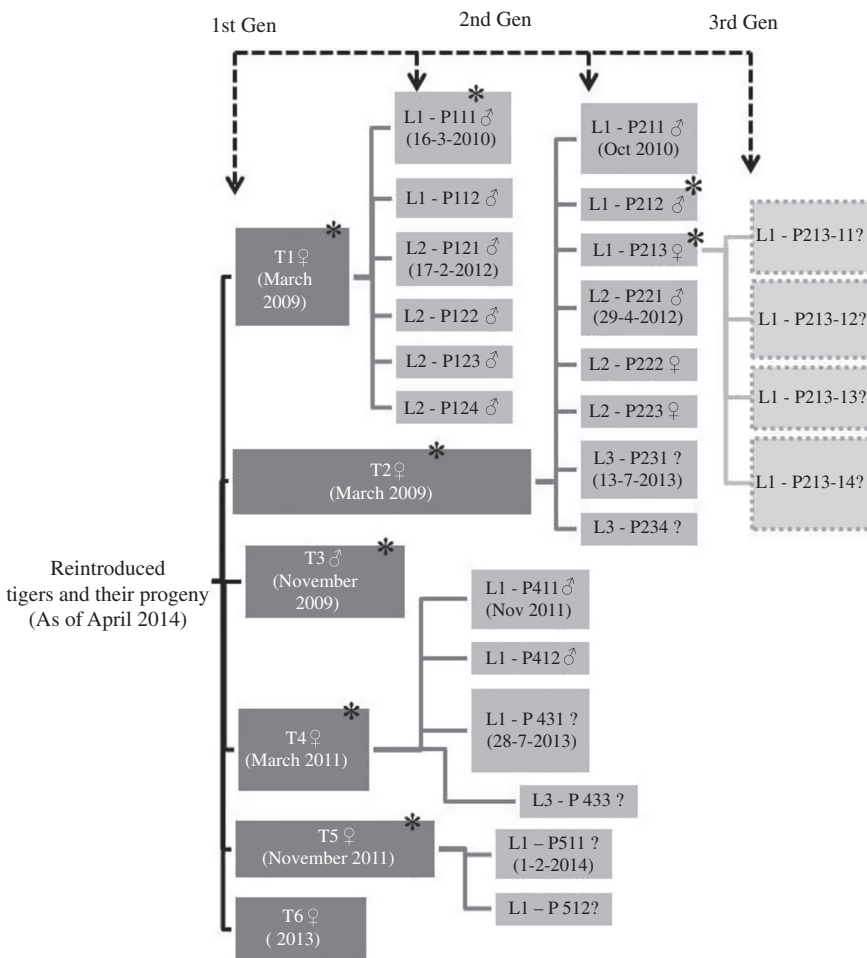 1st Gen
2nd Gen
3rd Gen
Reintroduced
tigers and their progeny
(As of April 2014)
T1♀ *
(March
2009)
L1 - P111 ♂ *
(16-3-2010)
L1 - P112 ♂
L2 - P121 ♂
(17-2-2012)
L2 - P122 ♂
L2 - P123 ♂
L2 - P124 ♂
T2♀ *
(March 2009)
L1 - P211 ♂
(Oct 2010)
L1 - P212 ♂ *
L1 - P213 ♀ *
L2 - P221 ♂
(29-4-2012)
L2 - P222 ♀
L2 - P223 ♀
L3 - P231 ?
(13-7-2013)
L3 - P234 ?
L1 - P213-11?
L1 - P213-12?
L1 - P213-13?
L1 - P213-14?
T3♂ *
(November
2009)
T4♀ *
(March 2011)
L1 - P411♂
(Nov 2011)
L1 - P412♂
L1 - P 431 ?
(28-7-2013)
L3 - P 433 ?
T5♀ *
(November 2011)
L1 – P511 ?
(1-2-2014)
L1 – P 512?
T6♀
( 2013)